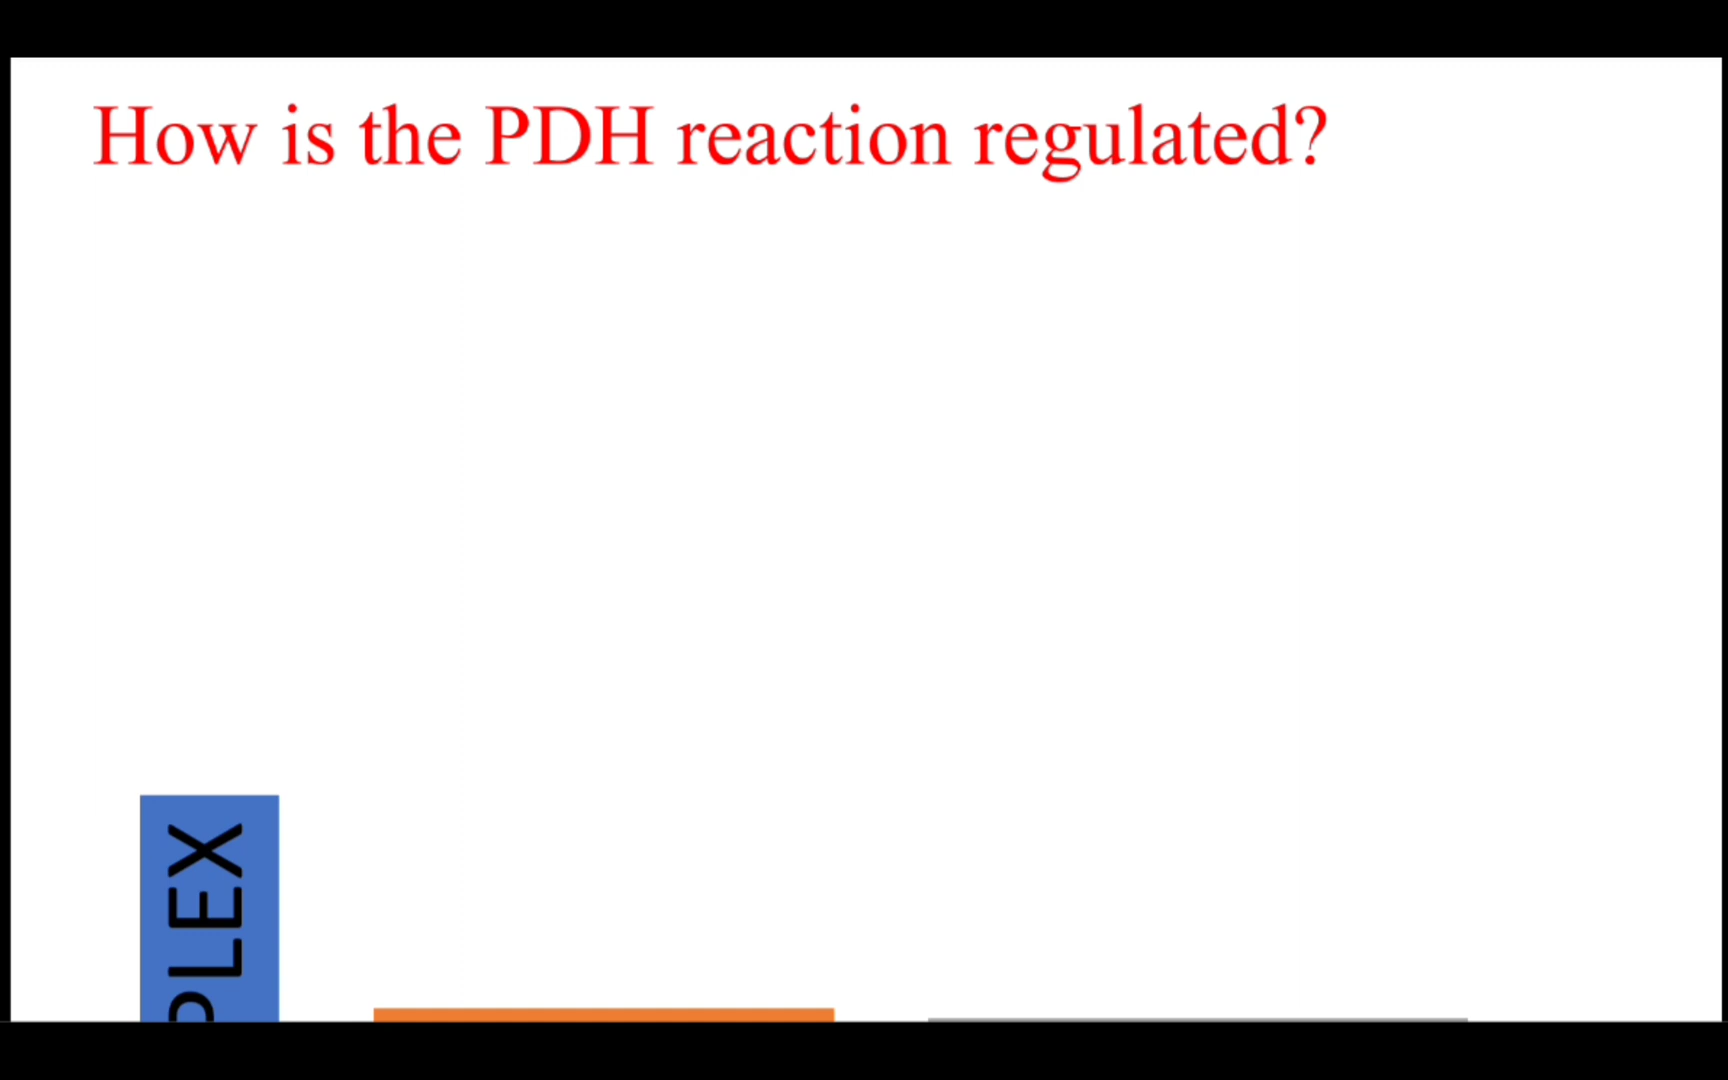 How is the PDH reaction regulated?
PLEX